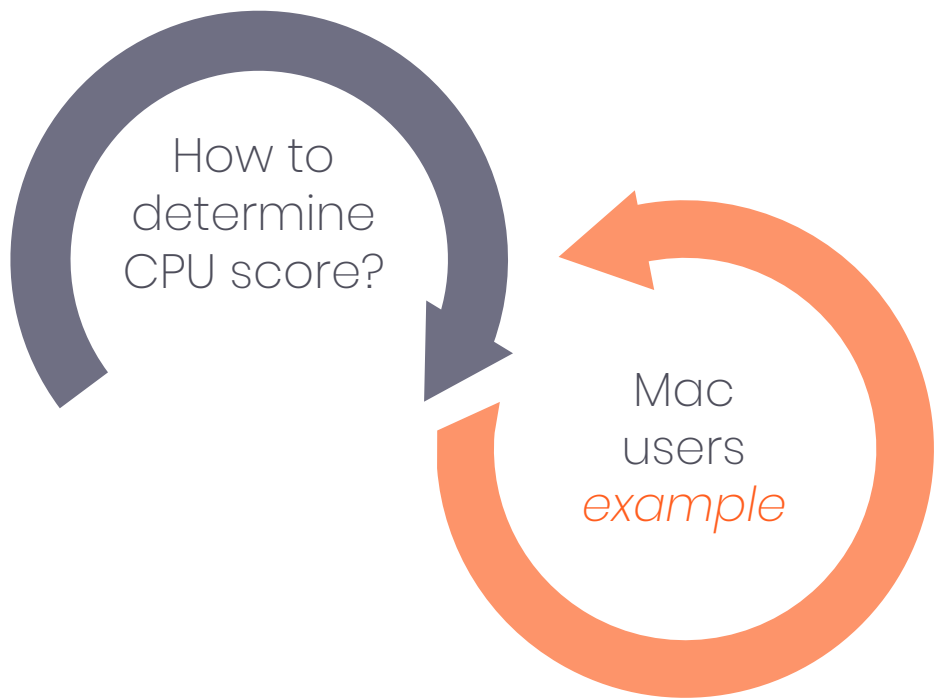 How to
determine
CPU score?
Mac
users
example